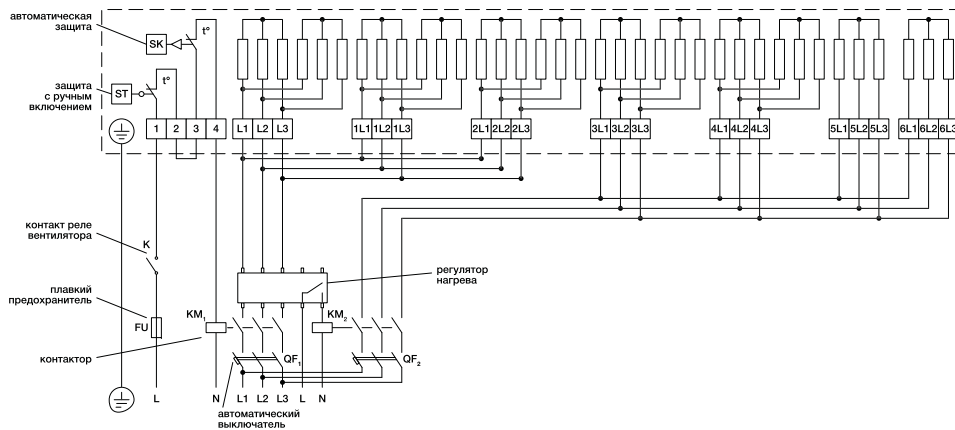 автоматическая
защита
SK
t°
защита
с ручным
включением
ST
t°
1 2 3 4
L1 L2 L3
1L1 1L2 1L3
2L1 2L2 2L3
3L1 3L2 3L3
4L1 4L2 4L3
5L1 5L2 5L3
6L1 6L2 6L3
контакт реле
вентилятора
K
регулятор
нагрева
плавкий
предохранитель
FU
KM1
KM2
контактор
QF1
QF2
L N L1 L2 L3 L N
автоматический
выключатель